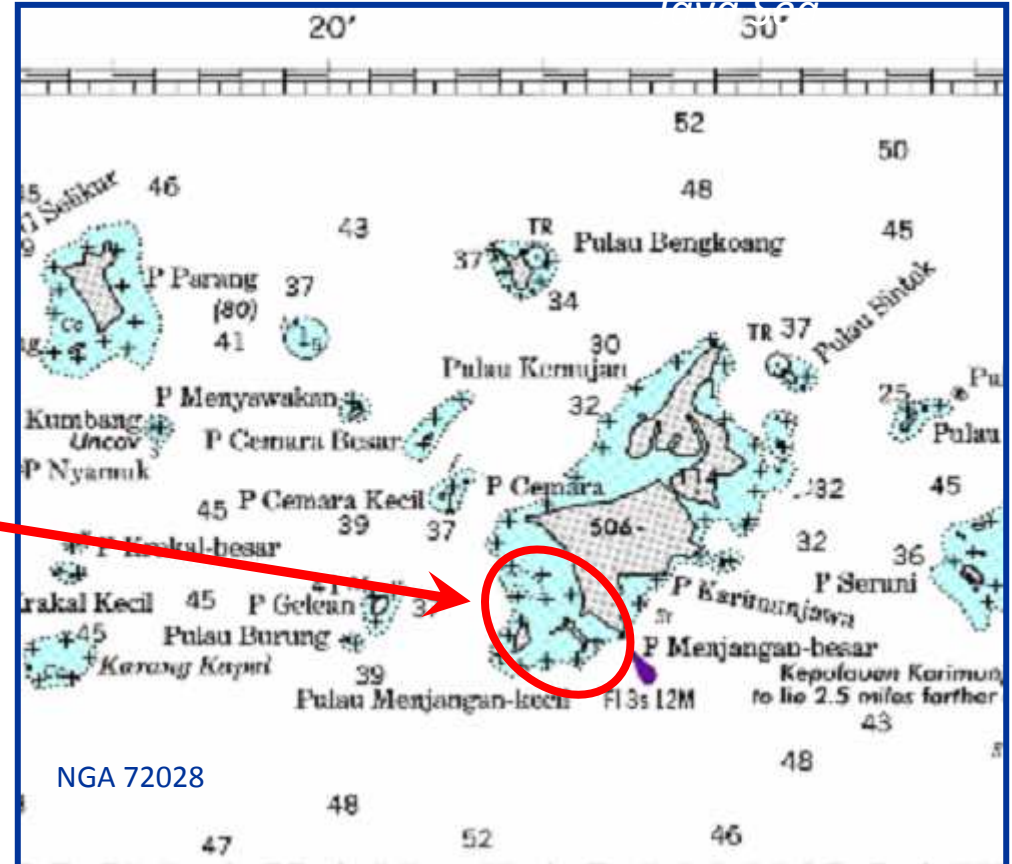 Java Sea
20' 30'
52
50
46
48
Selikur
43
45
TR
Pulau Bengkoang
37
P Parang
37
(80)
34
Pulau Sintok
TR 37
41
30
Pulau Kemujan
25
P Menyawakan
32
Kumbang
Uncov
P Cemara Besar
Pulau
P Nyamuk
P Cemara
32
45
45 P Cemara Kecil
39 37
506
32
36
P Krakal-besar
P Seruni
Krakal Kecil 45 P Gelean
P Karimunjawa
45
Pulau Burung
P Menjangan-besar
Karang Kapal
39
Pulau Menjangan-kecil
Fl 3s 12M
Kepulauan Karimun
to lie 2.5 miles farther
43
NGA 72028
48
48
47
52
46